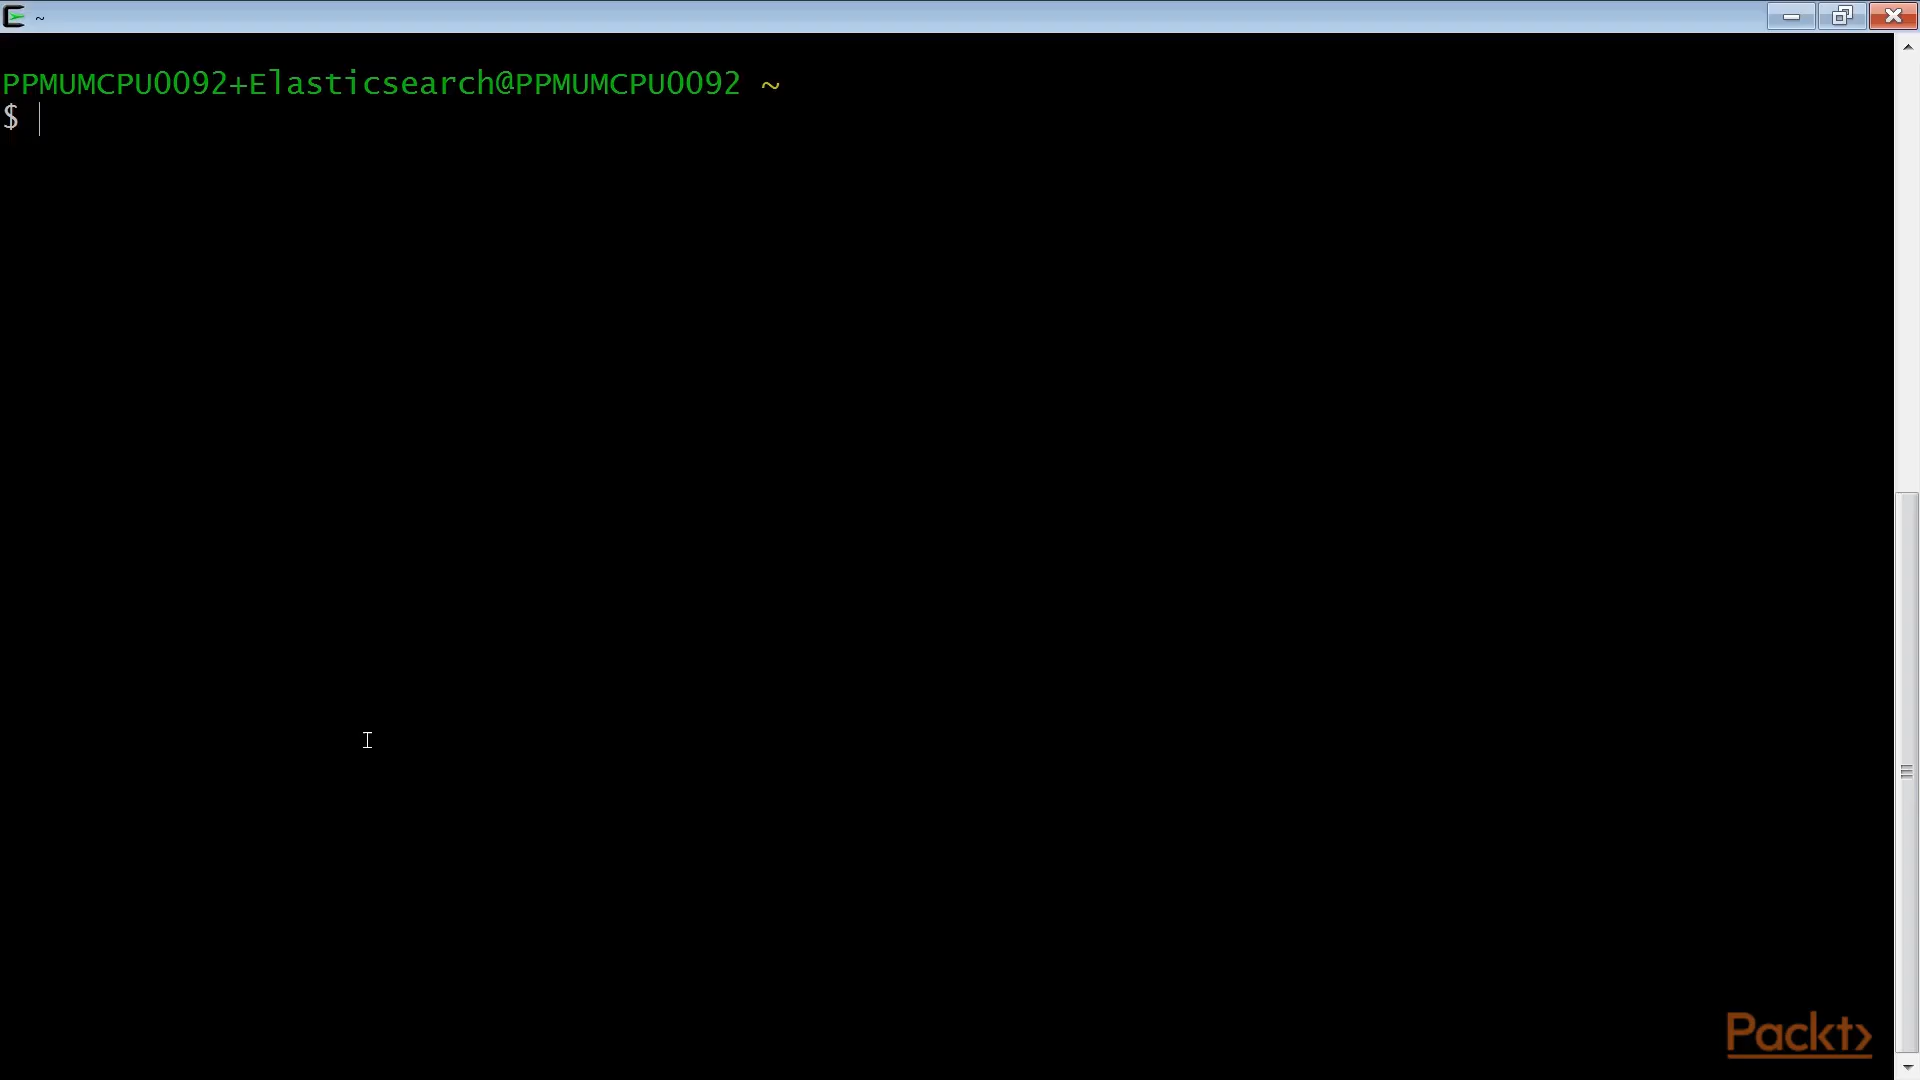 ~
PPMUMCPU0092+Elasticsearch@PPMUMCPU0092 ~
$
Packt>